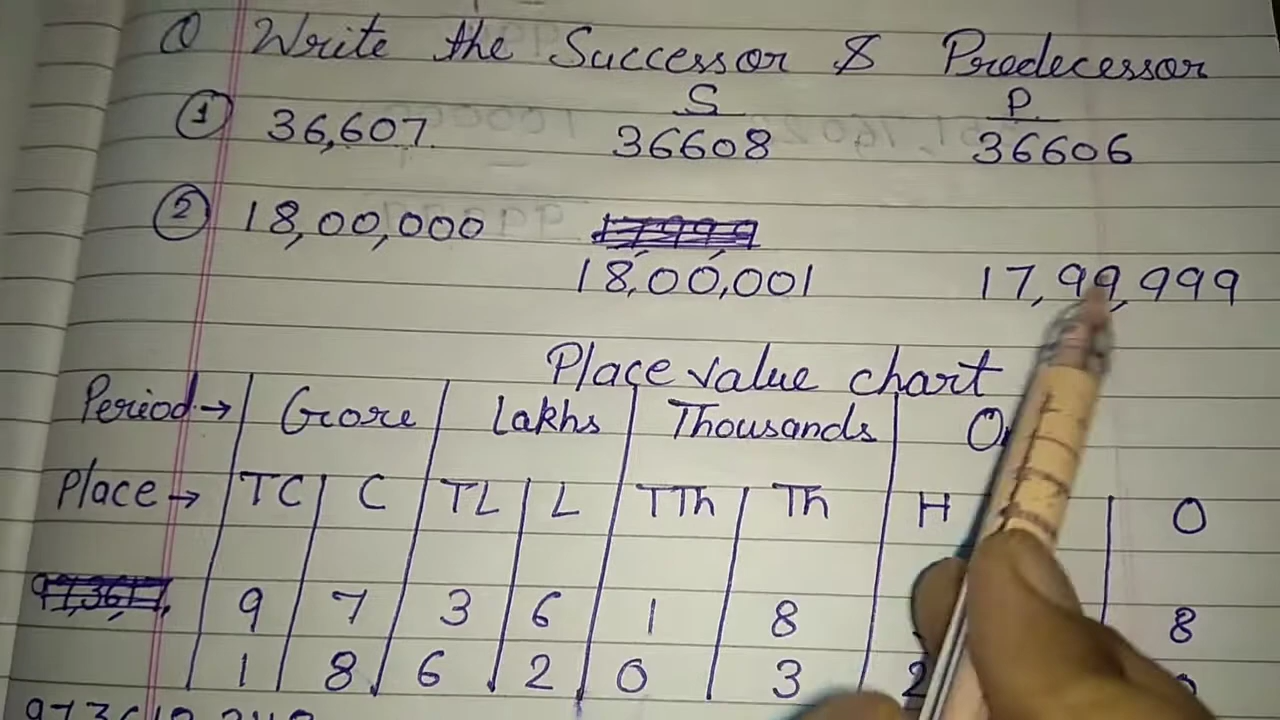 Q Write the Successor & Predecessor
S P
① 36,607 36608 36606
② 18,00,000
18,00,001 17,99,999
Place value chart
Period→ Crore Lakhs Thousands
Place→ TC C TL L TTh Th H O
9 7 3 6 1 8 8
1 8 6 2 0 3 2